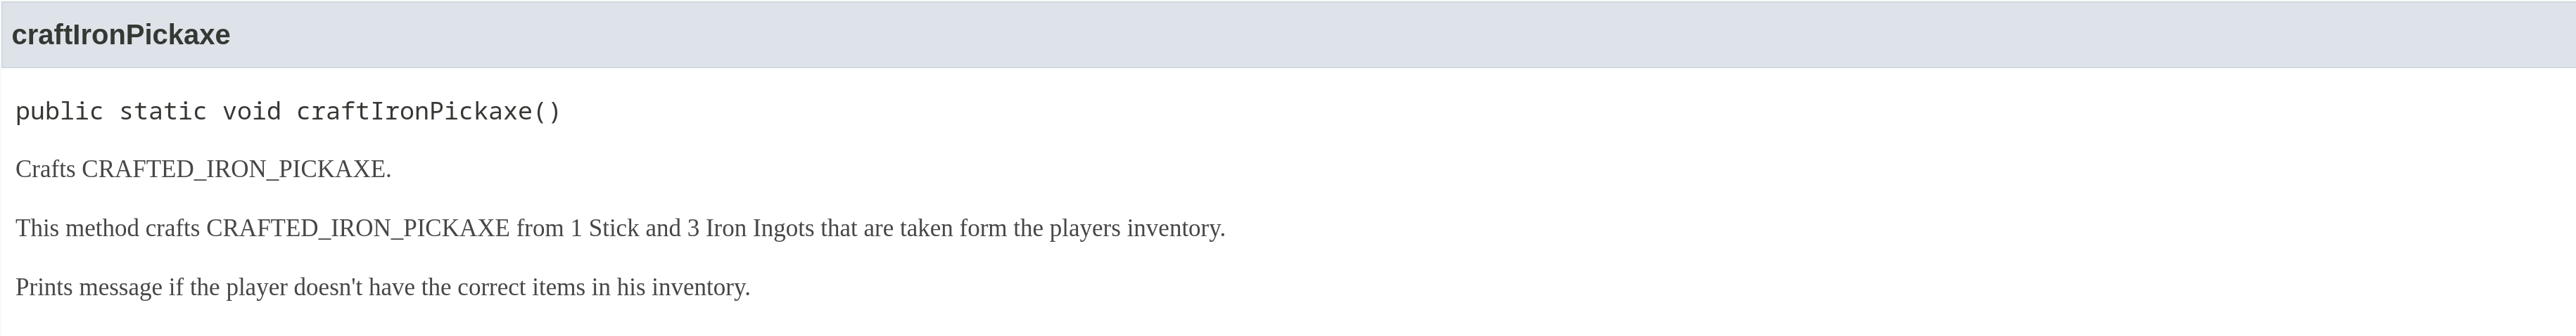 craftIronPickaxe
public static void craftIronPickaxe()
Crafts CRAFTED_IRON_PICKAXE.
This method crafts CRAFTED_IRON_PICKAXE from 1 Stick and 3 Iron Ingots that are taken form the players inventory.
Prints message if the player doesn't have the correct items in his inventory.